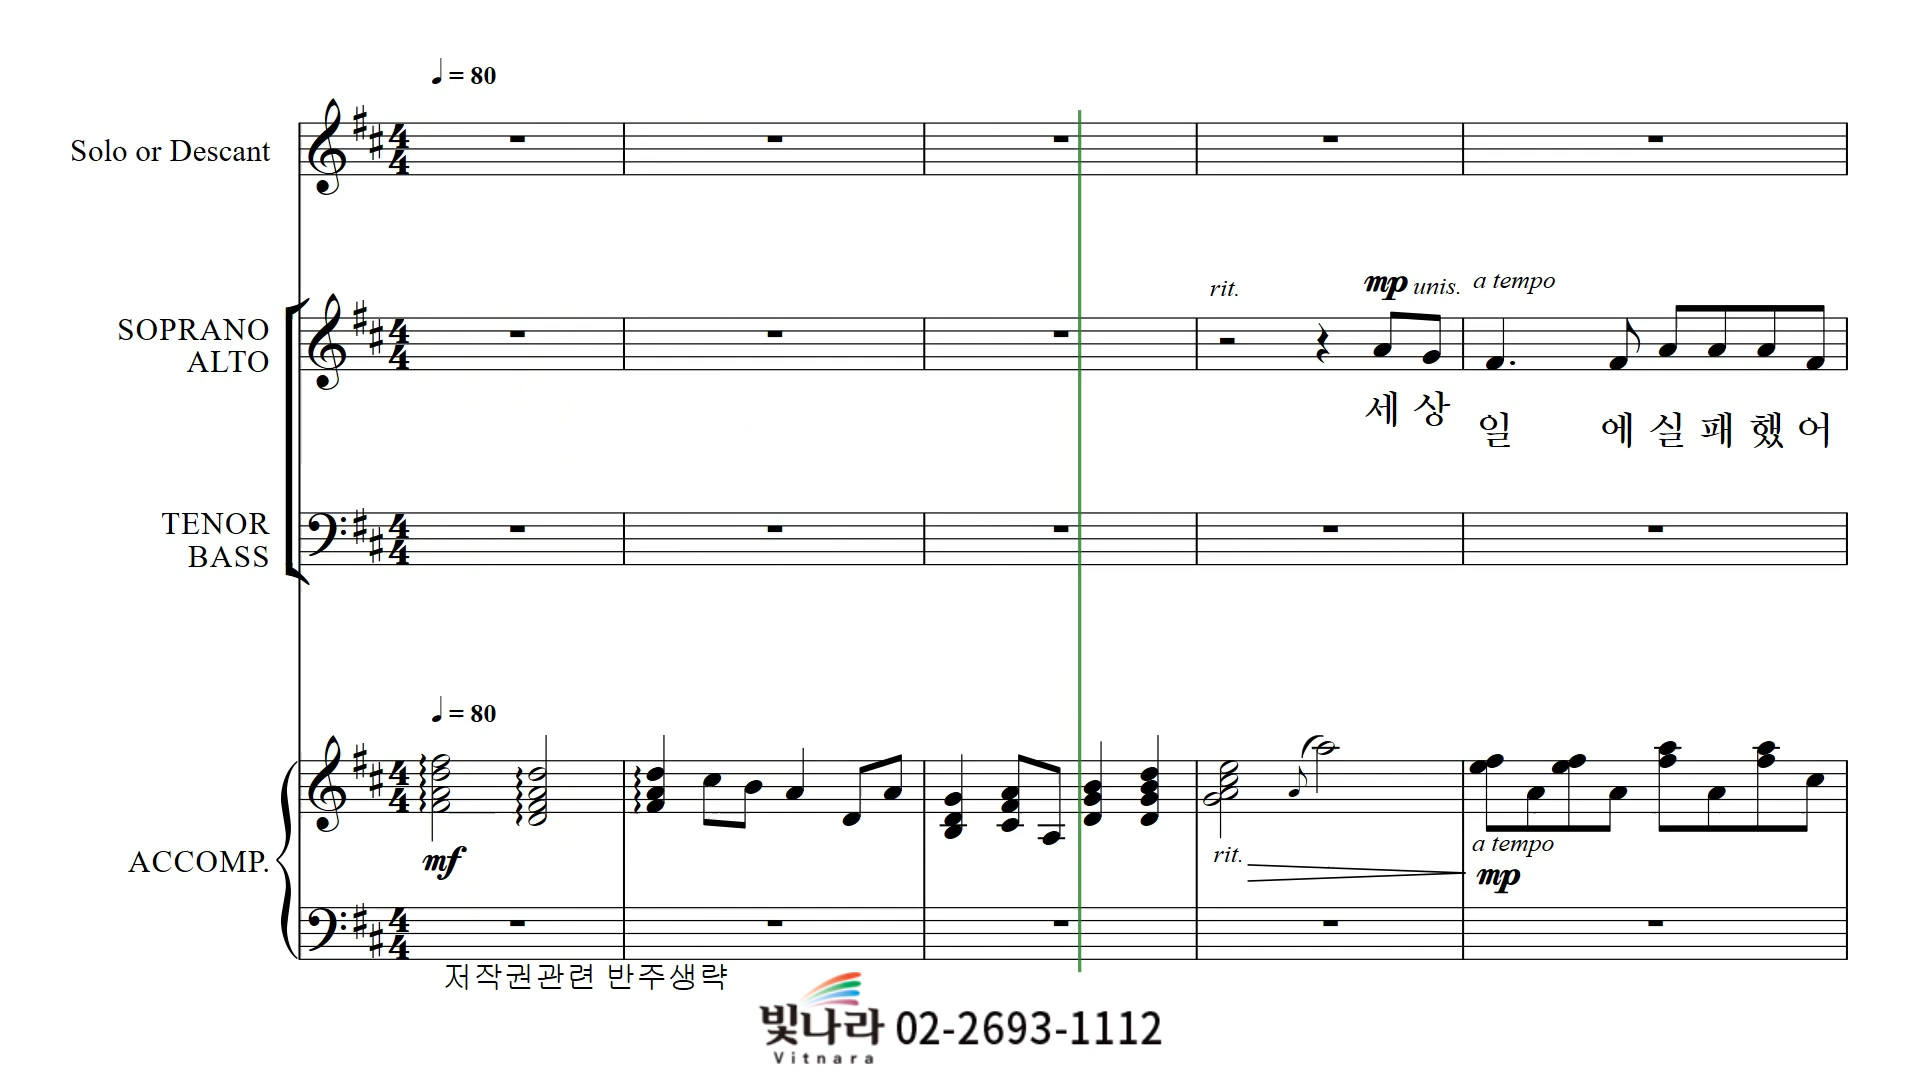 ♩ = 80
Solo or Descant
rit.
mp unis.
a tempo
SOPRANO
ALTO
세 상
일 에 실 패 했 어
TENOR
BASS
♩ = 80
mf
rit.
a tempo
mp
ACCOMP.
저작권관련 반주생략
빛나라 02-2693-1112
Vitnara